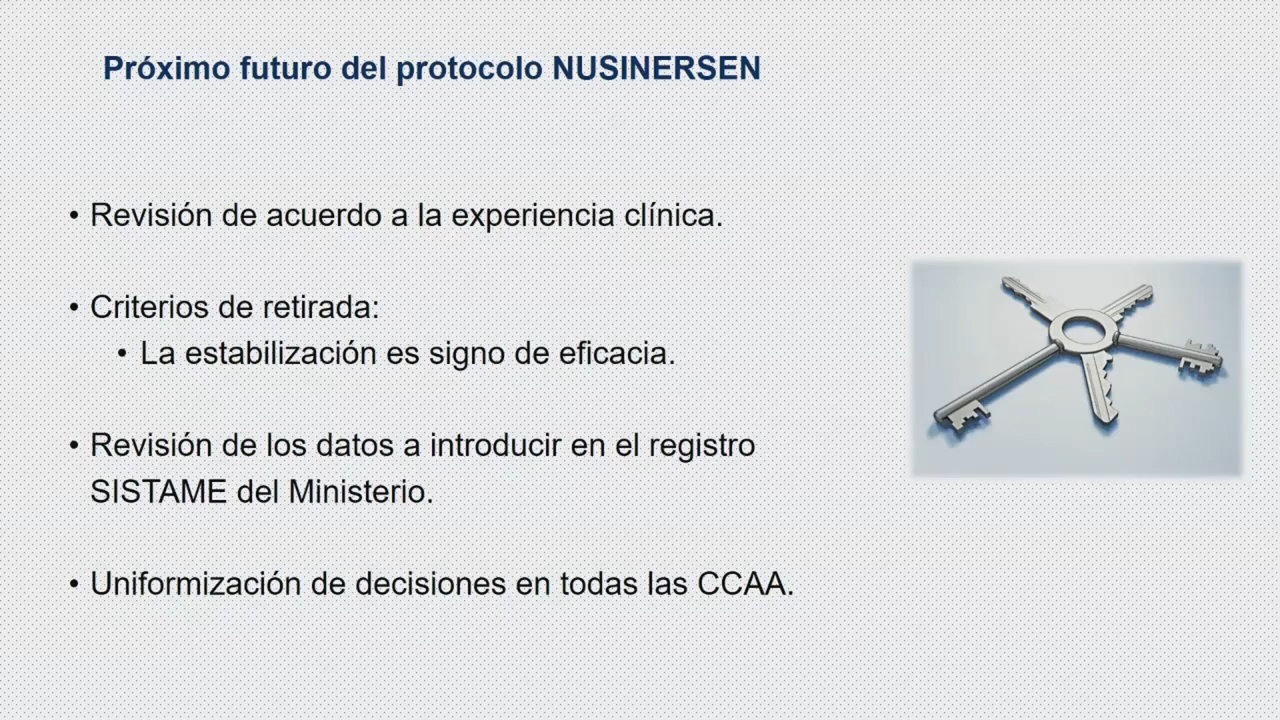 Próximo futuro del protocolo NUSINERSEN
• Revisión de acuerdo a la experiencia clínica.
• Criterios de retirada:
• La estabilización es signo de eficacia.
• Revisión de los datos a introducir en el registro
SISTAME del Ministerio.
• Uniformización de decisiones en todas las CCAA.